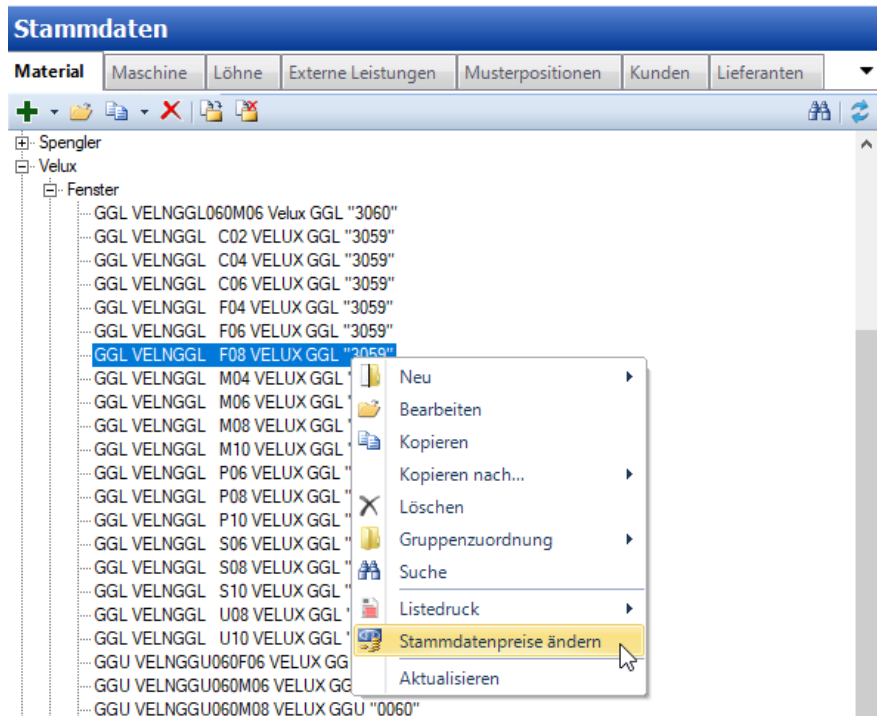 Stammdaten
Material Maschine Löhne Externe Leistungen Musterpositionen Kunden Lieferanten
Spengler
Velux
Fenster
GGL VELNGGL060M06 Velux GGL "3060"
GGL VELNGGL C02 VELUX GGL "3059"
GGL VELNGGL C04 VELUX GGL "3059"
GGL VELNGGL C06 VELUX GGL "3059"
GGL VELNGGL F04 VELUX GGL "3059"
GGL VELNGGL F06 VELUX GGL "3059"
GGL VELNGGL F08 VELUX GGL "3059"
GGL VELNGGL M04 VELUX GGL "
GGL VELNGGL M06 VELUX GGL "
GGL VELNGGL M08 VELUX GGL "
GGL VELNGGL M10 VELUX GGL "
GGL VELNGGL P06 VELUX GGL "
GGL VELNGGL P08 VELUX GGL "
GGL VELNGGL P10 VELUX GGL "
GGL VELNGGL S06 VELUX GGL "
GGL VELNGGL S08 VELUX GGL "
GGL VELNGGL S10 VELUX GGL "
GGL VELNGGL U08 VELUX GGL "
GGL VELNGGL U10 VELUX GGL "
GGU VELNGGU060F06 VELUX GG
GGU VELNGGU060M06 VELUX GG
GGU VELNGGU060M08 VELUX GGU "0060"
Neu
Bearbeiten
Kopieren
Kopieren nach...
Löschen
Gruppenzuordnung
Suche
Listedruck
Stammdatenpreise ändern
Aktualisieren